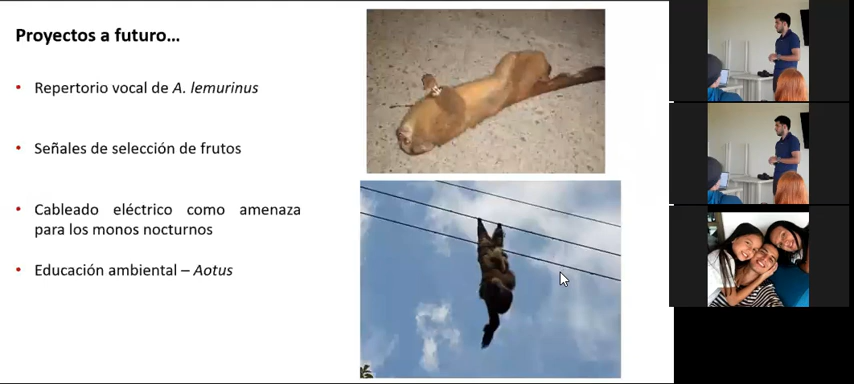 Proyectos a futuro...
• Repertorio vocal de A. lemurinus
• Señales de selección de frutos
• Cableado eléctrico como amenaza
para los monos nocturnos
• Educación ambiental – Aotus